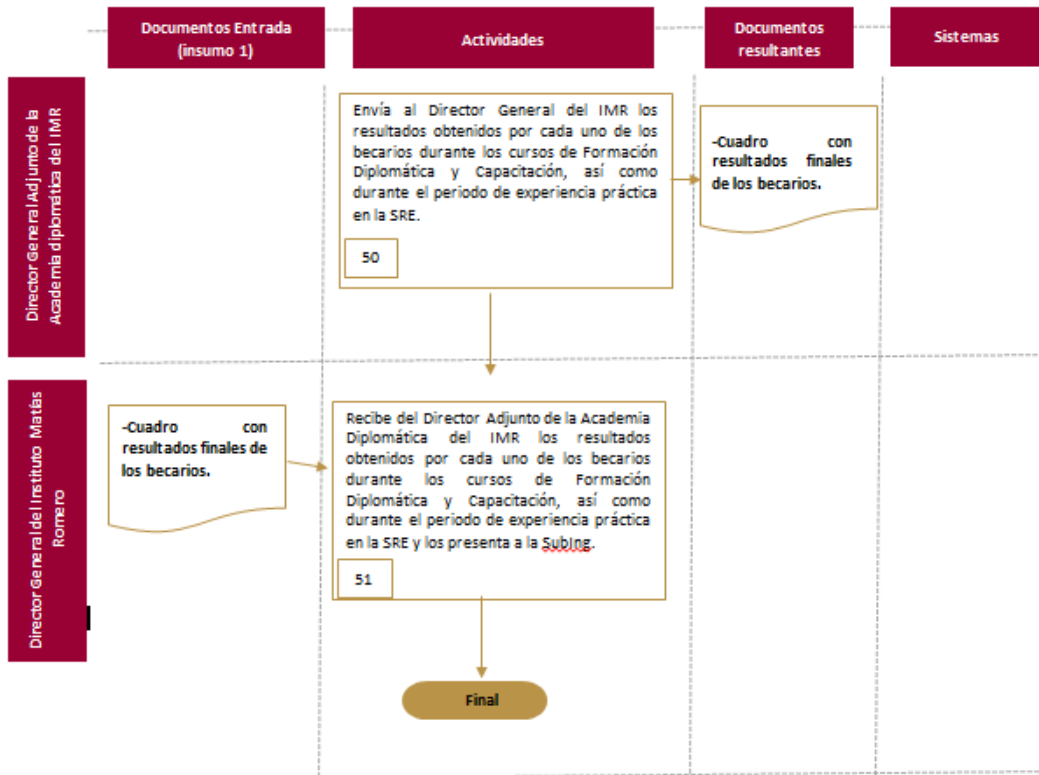 Documentos Entrada
(insumo 1)
Actividades
Documentos
resultantes
Sistemas
Director General Adjunto de la
Academia diplomática del IMR
Envía al Director General del IMR los
resultados obtenidos por cada uno de los
becarios durante los cursos de Formación
Diplomática y Capacitación, así como
durante el periodo de experiencia práctica
en la SRE.
50
-Cuadro con
resultados finales
de los becarios.
Director General del Instituto Matías
Romero
-Cuadro con
resultados finales de
los becarios.
Recibe del Director Adjunto de la Academia
Diplomática del IMR los resultados
obtenidos por cada uno de los becarios
durante los cursos de Formación
Diplomática y Capacitación, así como
durante el periodo de experiencia práctica
en la SRE y los presenta a la SubIng.
51
Final